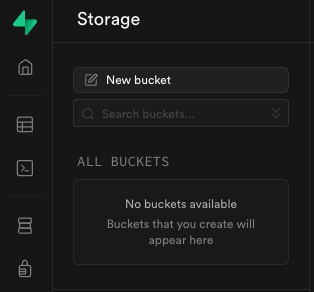 Storage
New bucket
Search buckets...
ALL BUCKETS
No buckets available
Buckets that you create will
appear here